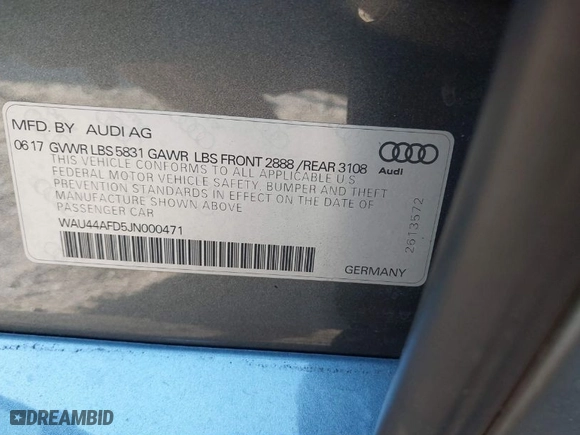 MFD. BY AUDI AG
0617 GVWR LBS 5831 GAWR LBS FRONT 2888 /REAR 3108
THIS VEHICLE CONFORMS TO ALL APPLICABLE U.S
FEDERAL MOTOR VEHICLE SAFETY, BUMPER AND THEFT
PREVENTION STANDARDS IN EFFECT ON THE DATE OF
MANUFACTURE SHOWN ABOVE
PASSENGER CAR
WAU44AFD5JN000471
GERMANY
Audi
2613572
DREAMBID